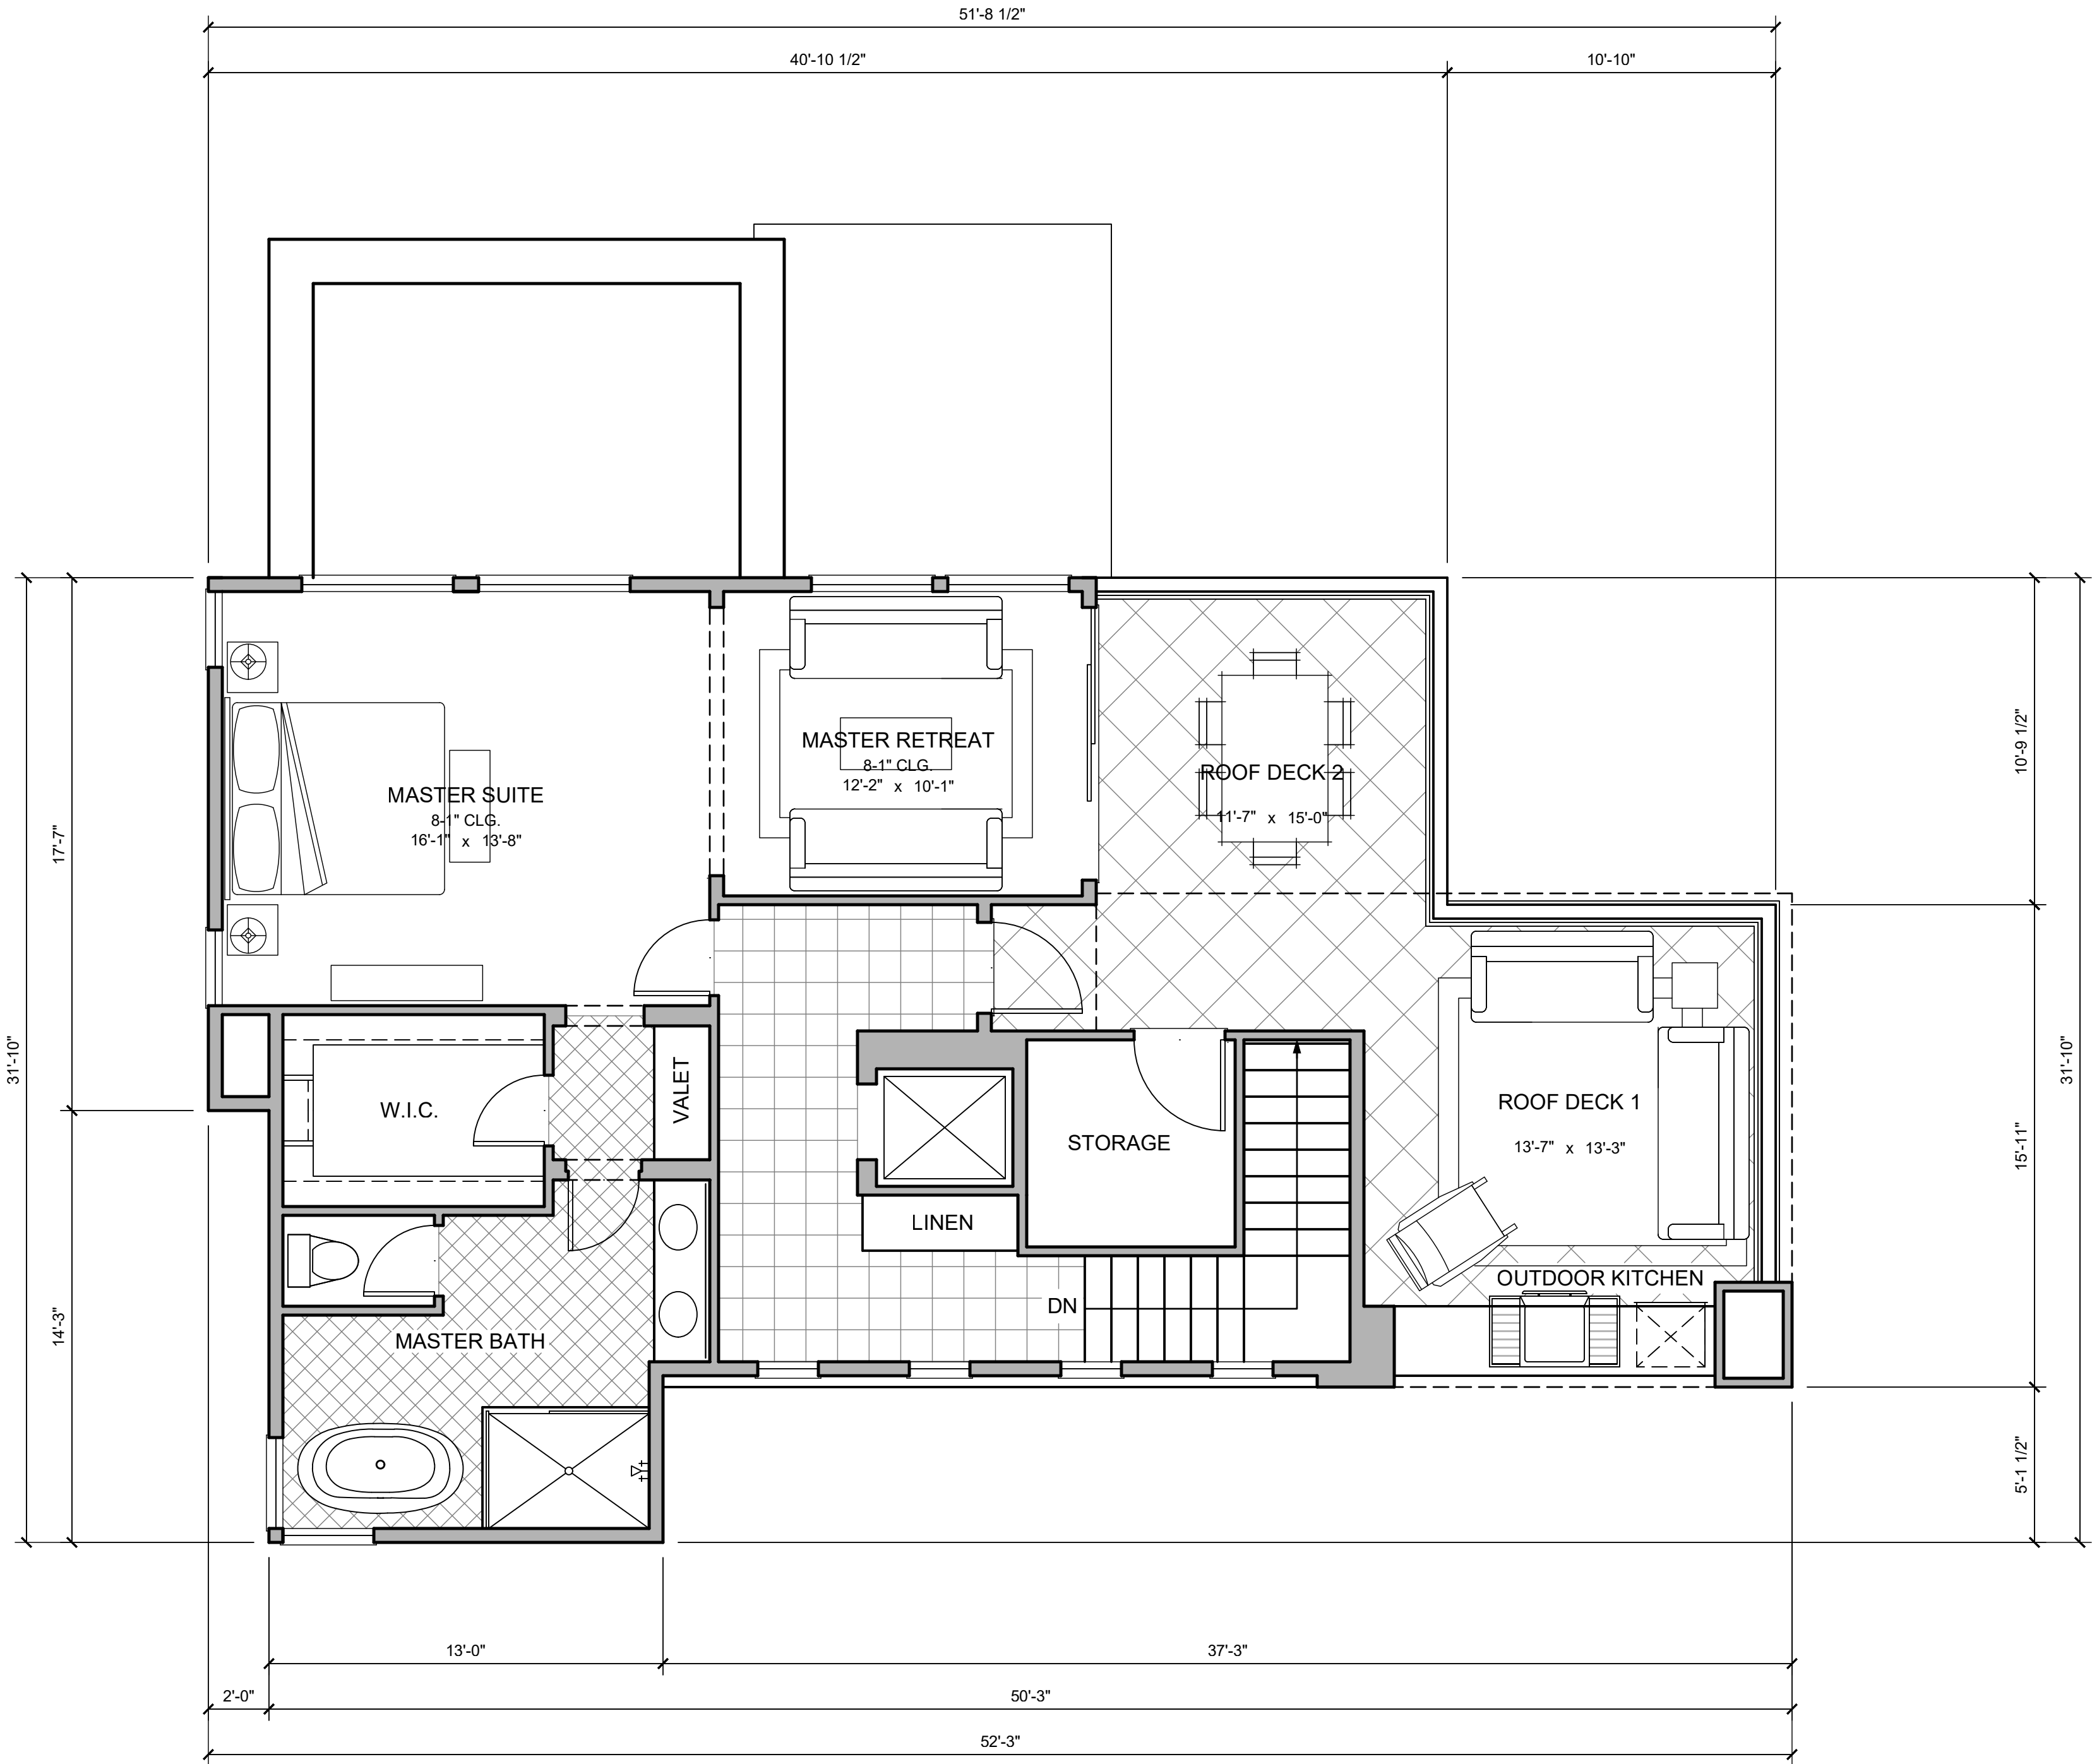 51'-8 1/2"
40'-10 1/2"
10'-10"
MASTER RETREAT
8-1" CLG.
12'-2" x 10'-1"
ROOF DECK 2
11'-7" x 15'-0"
MASTER SUITE
8-1" CLG.
16'-1" x 13'-8"
10'-9 1/2"
17'-7"
31'-10"
31'-10"
W.I.C.
VALET
STORAGE
ROOF DECK 1
13'-7" x 13'-3"
15'-11"
LINEN
OUTDOOR KITCHEN
DN
MASTER BATH
14'-3"
5'-1 1/2"
13'-0"
37'-3"
2'-0"
50'-3"
52'-3"